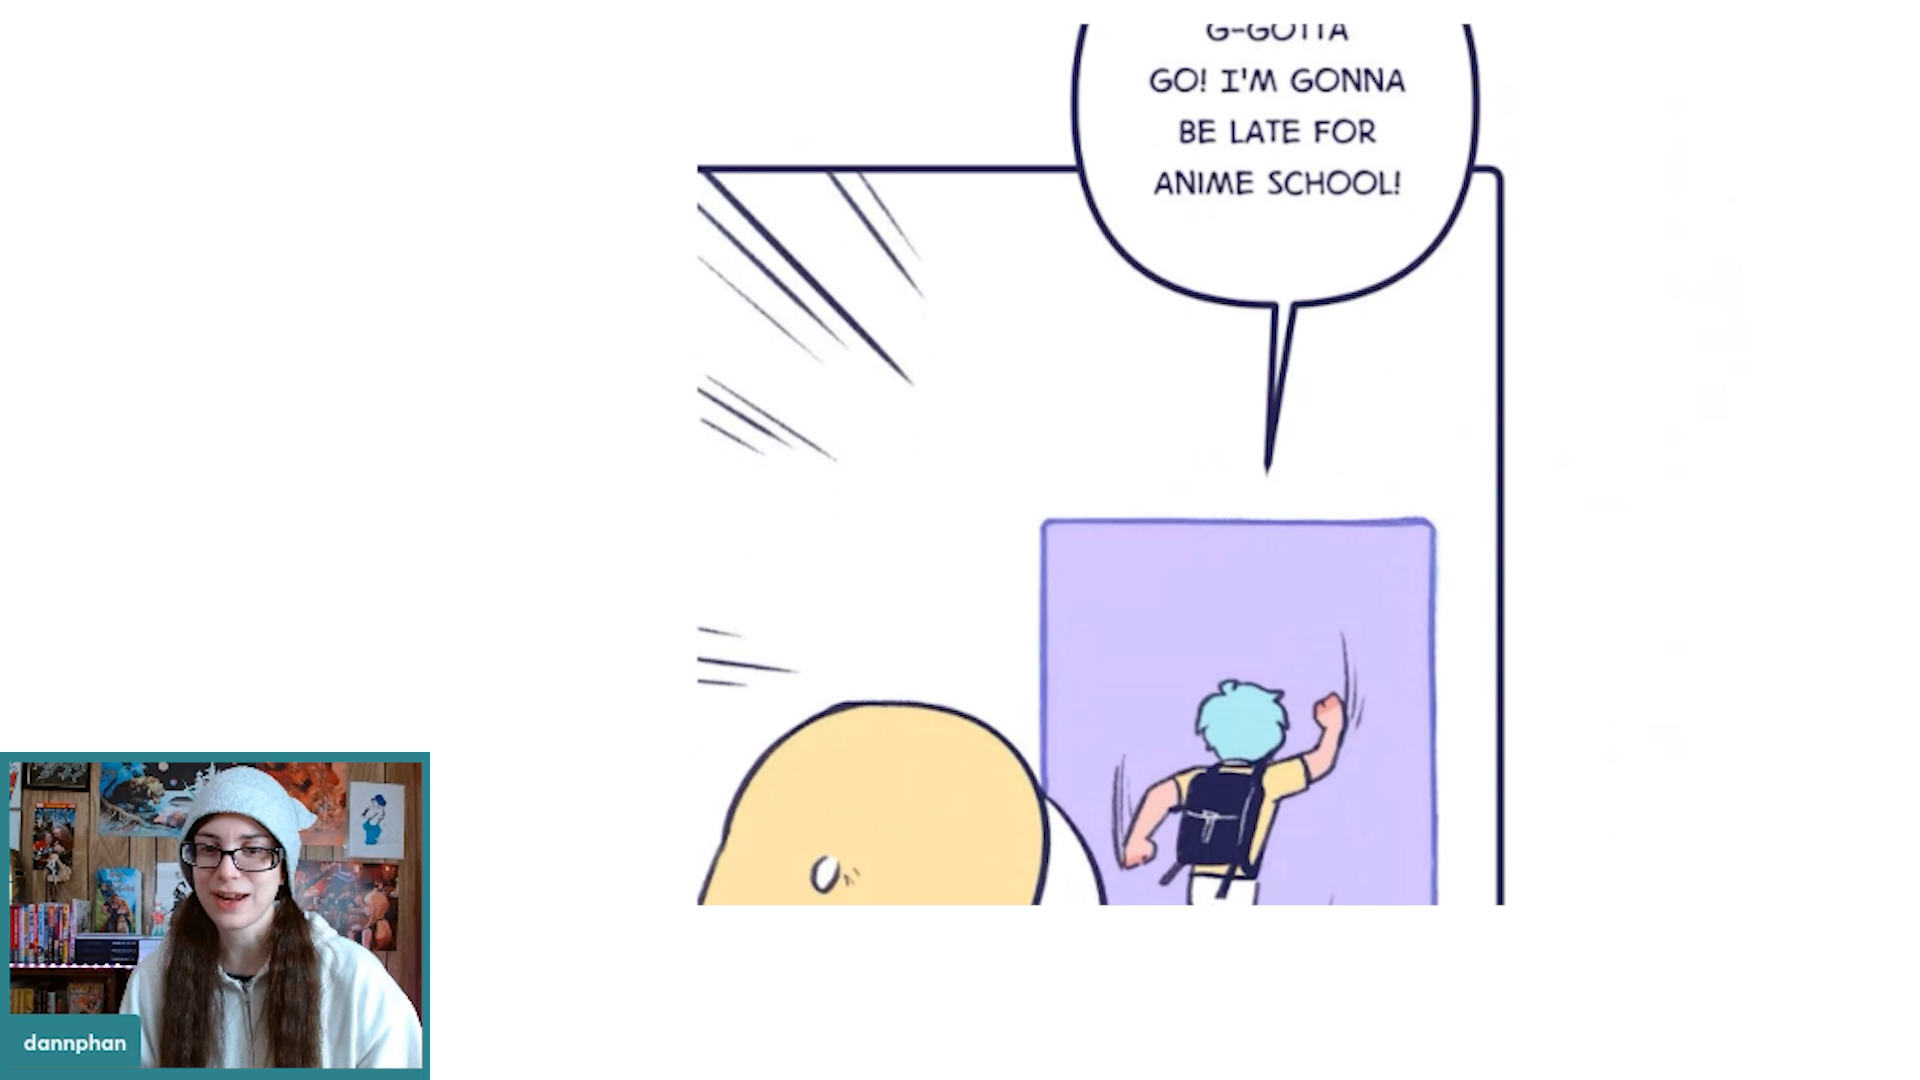 G-GOTTA
GO! I'M GONNA
BE LATE FOR
ANIME SCHOOL!
dannphan